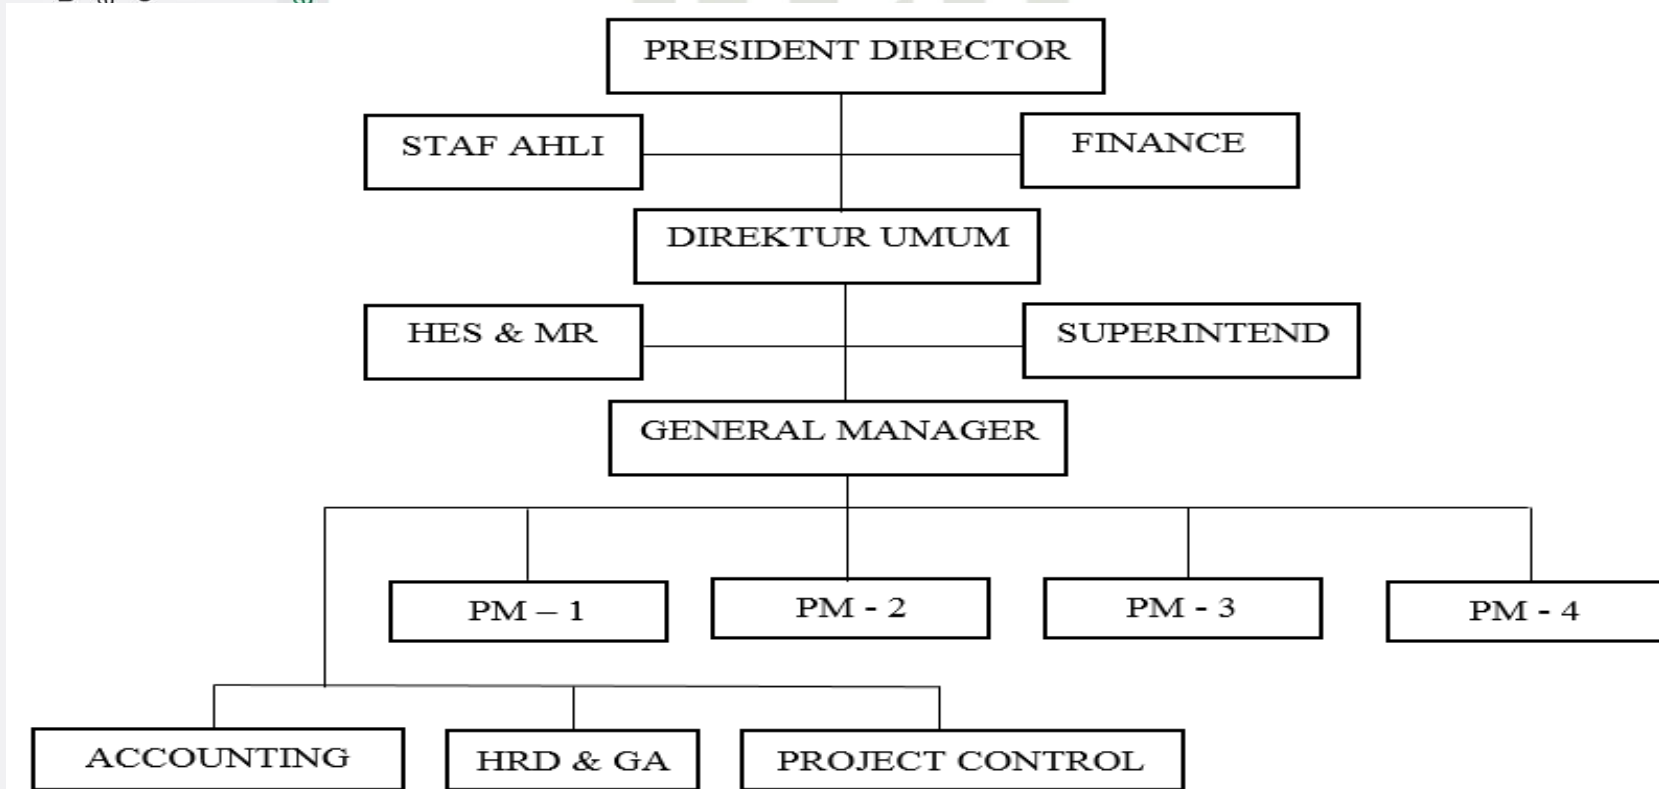 PRESIDENT DIRECTOR
STAF AHLI
FINANCE
DIREKTUR UMUM
HES & MR
SUPERINTEND
GENERAL MANAGER
PM – 1
PM - 2
PM - 3
PM - 4
ACCOUNTING
HRD & GA
PROJECT CONTROL